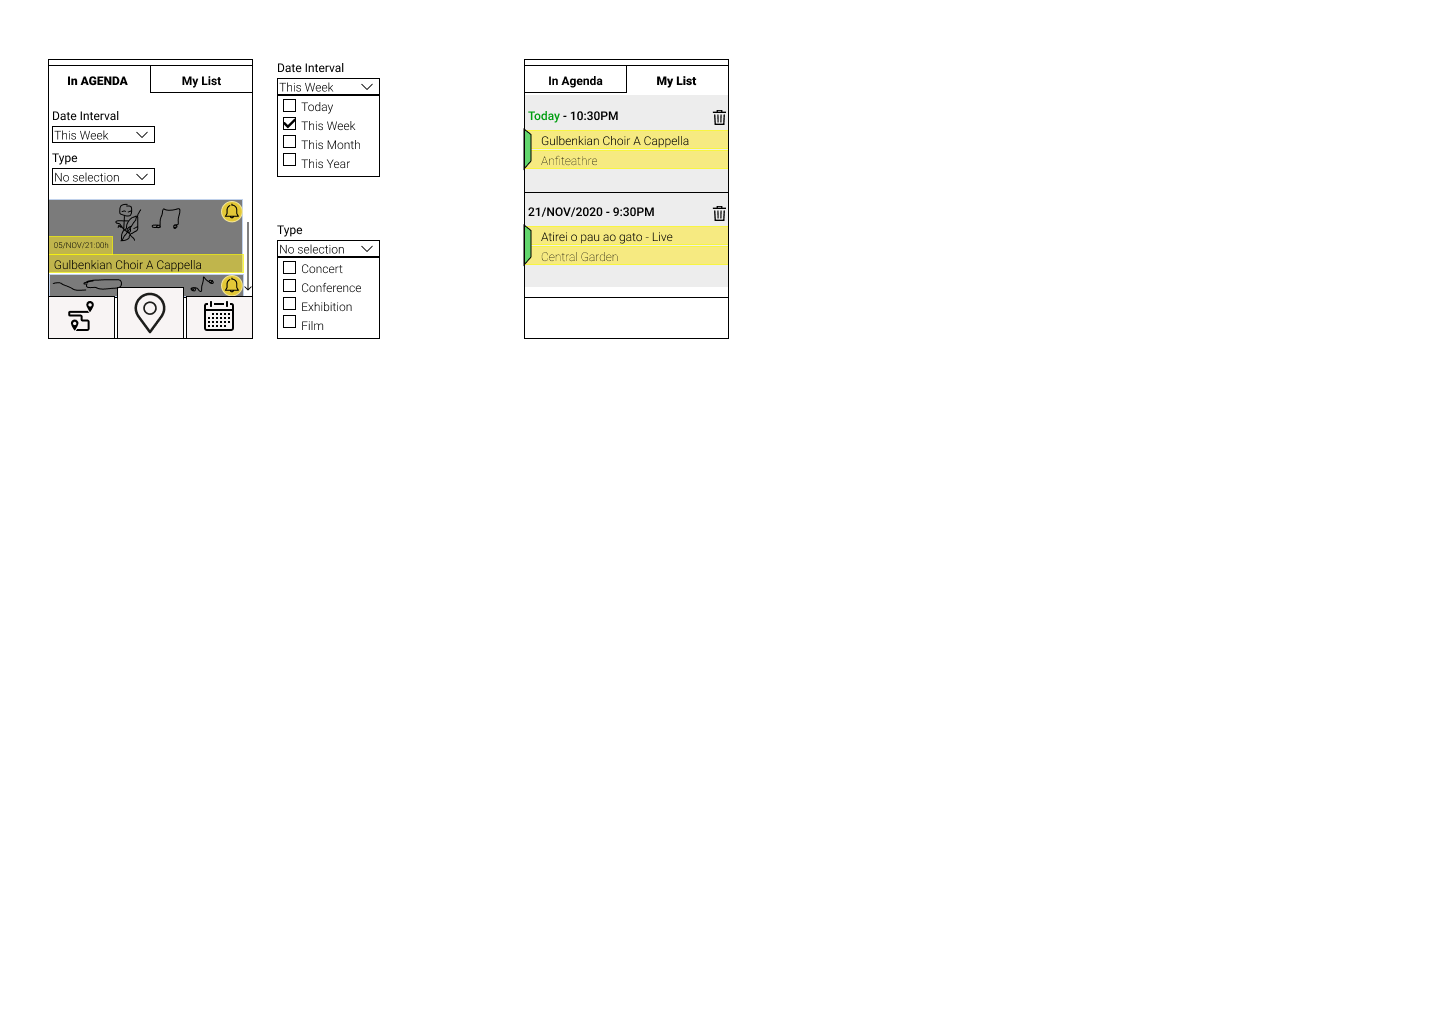 In AGENDA
My List
Date Interval
This Week
Type
No selection
05/NOV/21:00h
Gulbenkian Choir A Cappella
Date Interval
This Week
Today
This Week
This Month
This Year
Type
No selection
Concert
Conference
Exhibition
Film
In Agenda
My List
Today - 10:30PM
Gulbenkian Choir A Cappella
Anfiteathre
21/NOV/2020 - 9:30PM
Atirei o pau ao gato - Live
Central Garden